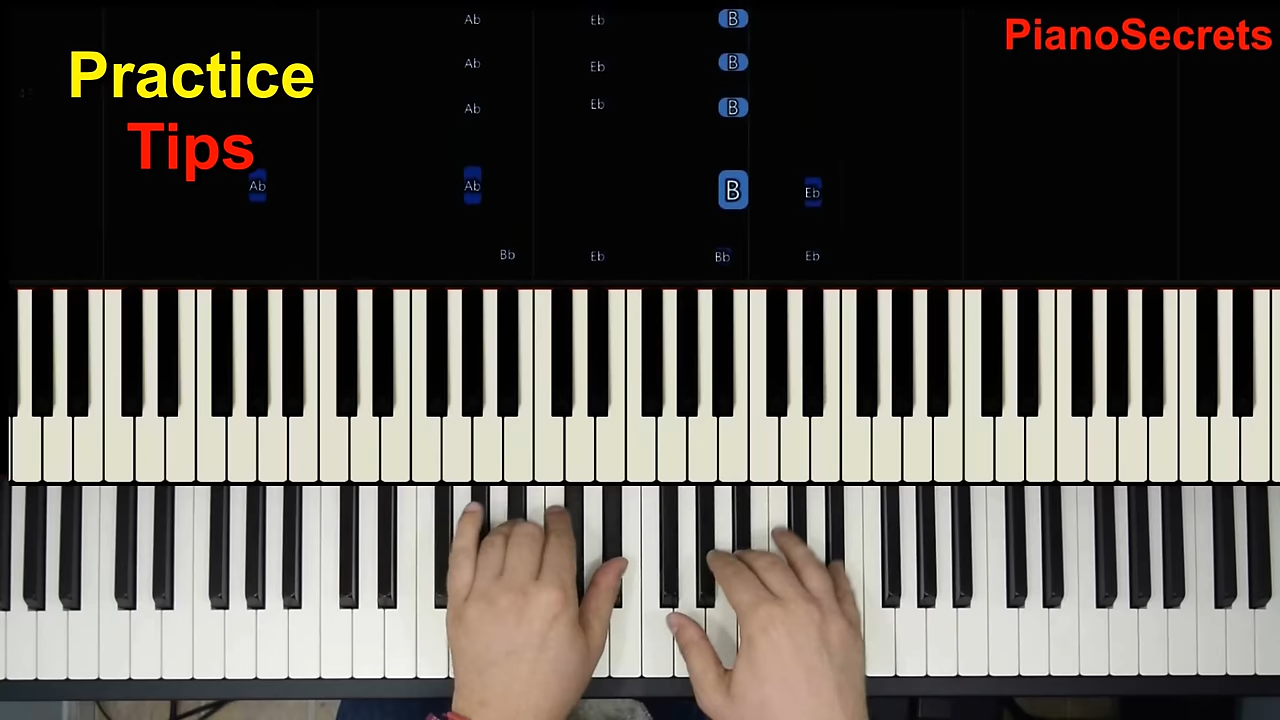 PianoSecrets
Practice
Tips
Ab Eb B
Ab Eb B
Ab Eb B
Ab Ab B Eb
Bb Eb Bb Eb